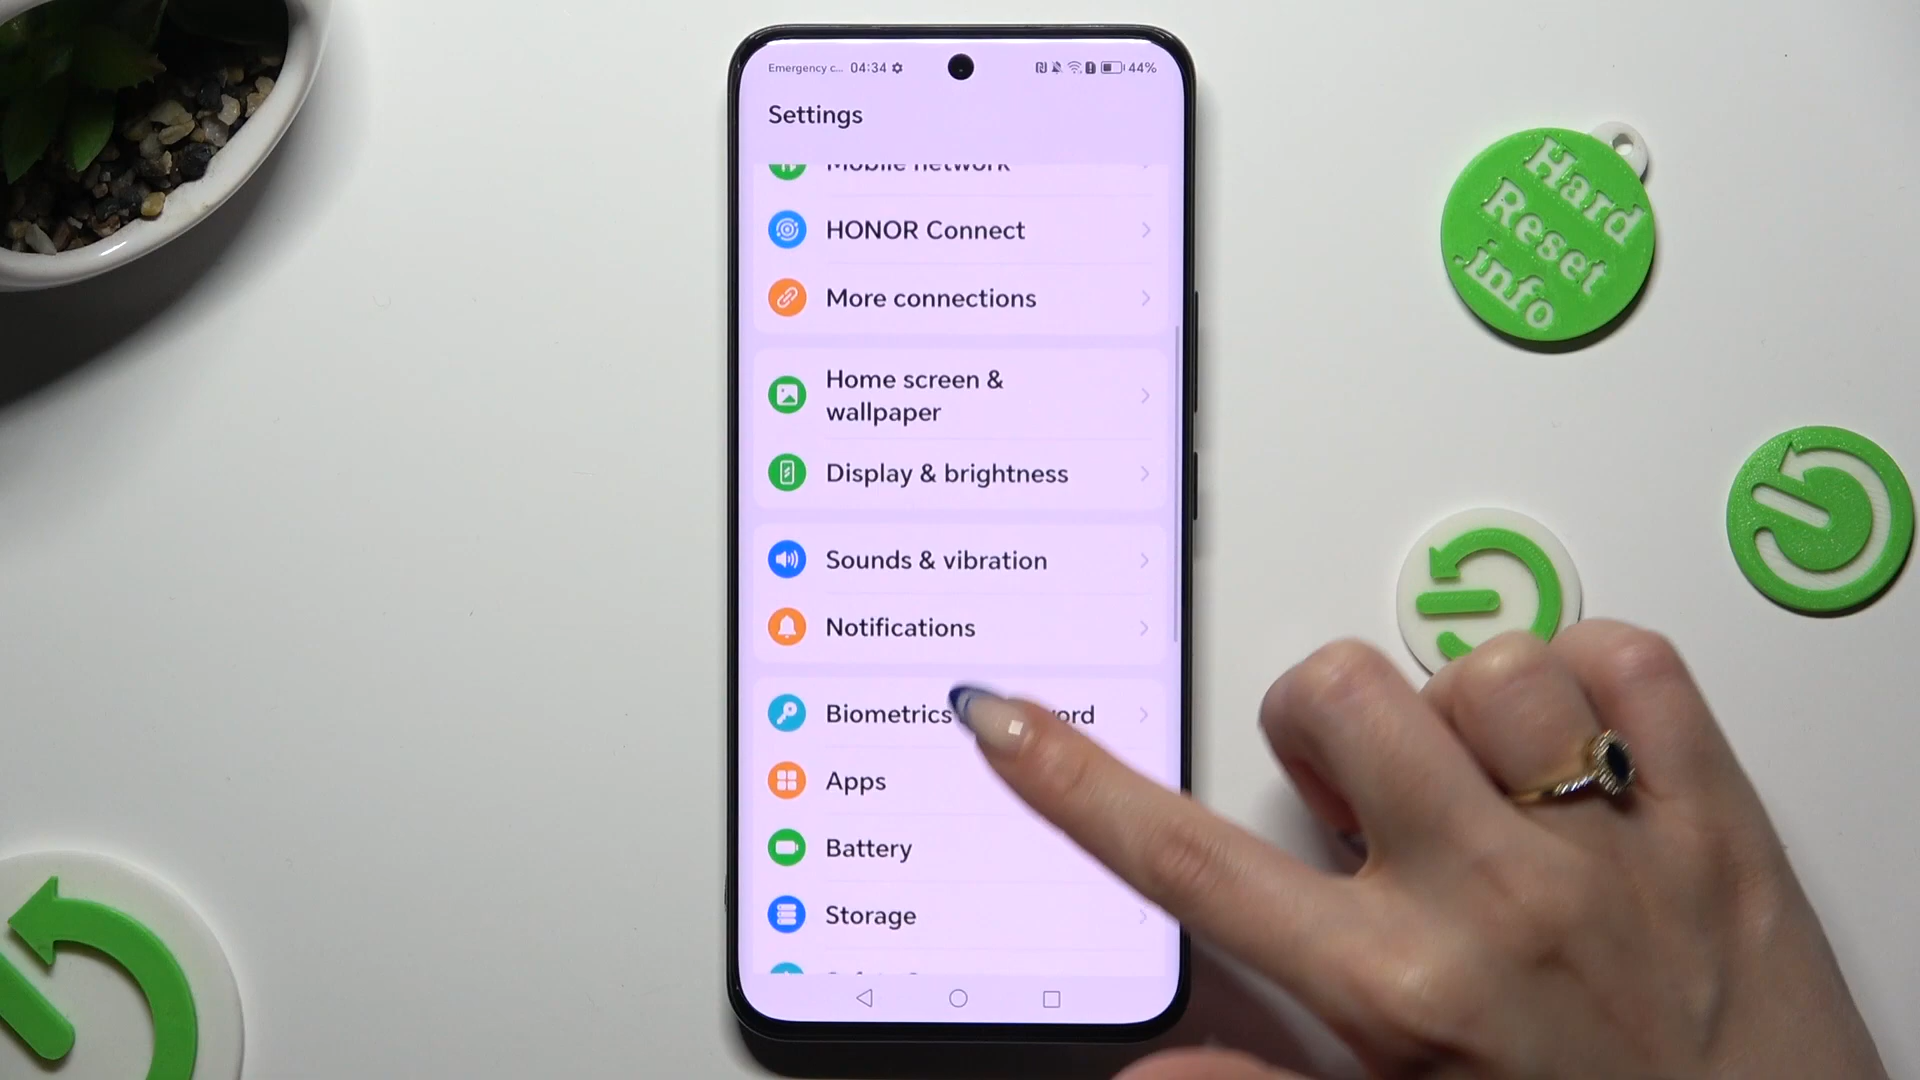 Emergency c... 04:34 44%
Settings
Mobile network
HONOR Connect
More connections
Home screen &
wallpaper
Display & brightness
Sounds & vibration
Notifications
Biometrics
Apps
Battery
Storage
Hard
Reset
.info